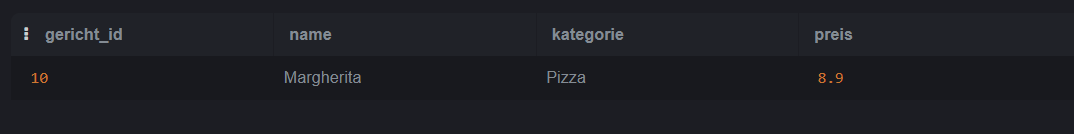 gericht_id name kategorie preis
10 Margherita Pizza 8.9